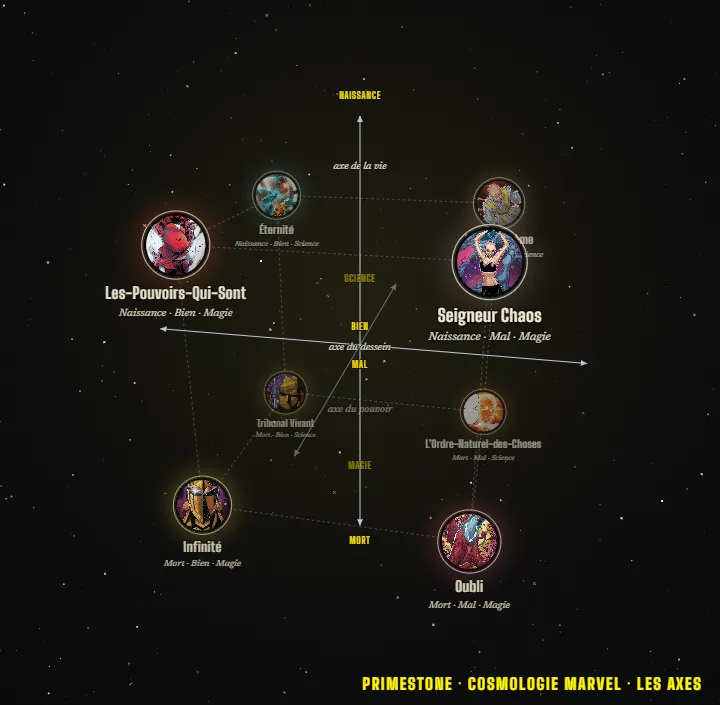 NAISSANCE
axe de la vie
Éternité
Naissance · Bien · Science
me
ence
Les-Pouvoirs-Qui-Sont
Naissance · Bien · Magie
SCIENCE
Seigneur Chaos
Naissance · Mal · Magie
BIEN
axe du dessein
MAL
axe du pouvoir
Tribunal Vivant
Mort · Bien · Science
L'Ordre-Naturel-des-Choses
Mort · Mal · Science
MAGIE
MORT
Infinité
Mort · Bien · Magie
Oubli
Mort · Mal · Magie
PRIMESTONE · COSMOLOGIE MARVEL · LES AXES